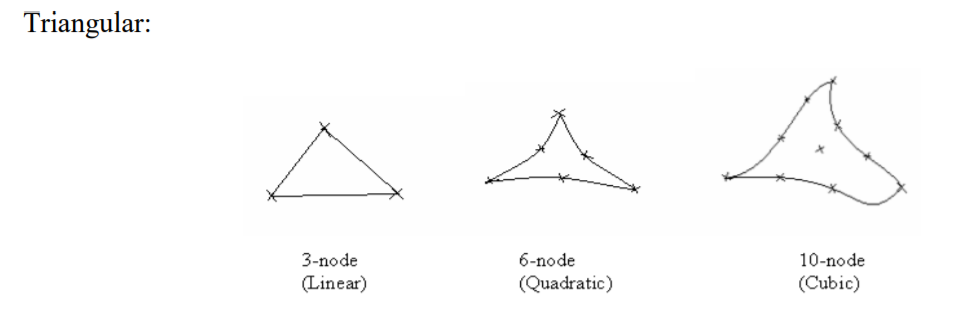 Triangular:
3-node
(Linear)
6-node
(Quadratic)
10-node
(Cubic)